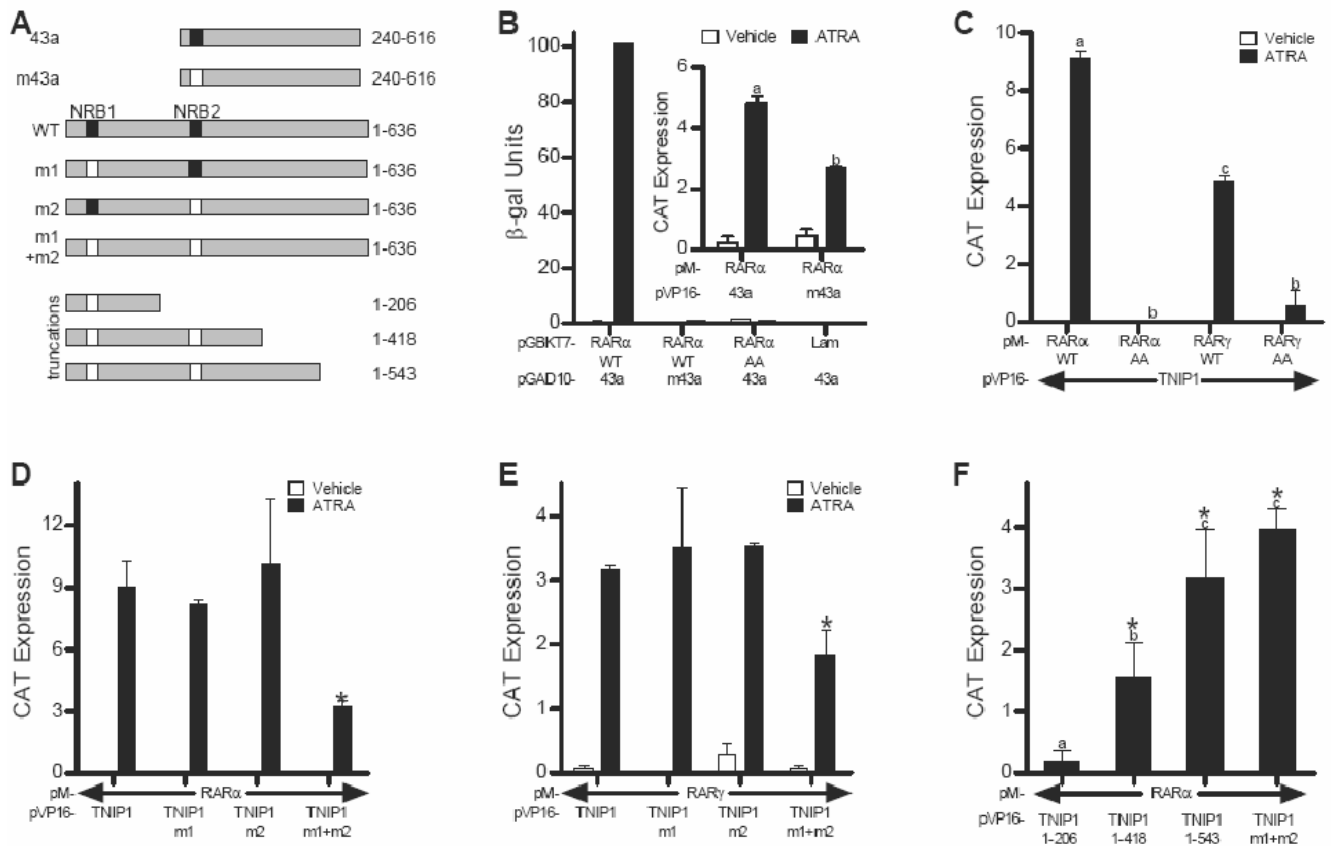 A
43a 240-616
m43a 240-616
NRB1 NRB2
WT 1-636
m1 1-636
m2 1-636
m1
+m2 1-636
truncations
1-206
1-418
1-543
B
Vehicle ATRA
β-gal Units
100
80
60
40
20
0
CAT Expression
6
4
2
0
a
b
pM- RARα RARα
pVP16- 43a m43a
pGBKT7- RARα RARα RARα Lam
WT WT AA
pGAD10- 43a m43a 43a 43a
C
Vehicle
ATRA
CAT Expression
10
8
6
4
2
0
a
b
c
b
pM- RARα RARα RARγ RARγ
WT AA WT AA
pVP16- TNIP1
D
Vehicle
ATRA
CAT Expression
12
9
6
3
0
*
pM- RARα
pVP16- TNIP1 TNIP1 TNIP1 TNIP1
m1 m2 m1+m2
E
Vehicle
ATRA
CAT Expression
4
3
2
1
0
*
pM- RARγ
pVP16- TNIP1 TNIP1 TNIP1 TNIP1
m1 m2 m1+m2
F
CAT Expression
4
3
2
1
0
a
*
b
*
c
*
c
pM- RARα
pVP16- TNIP1 TNIP1 TNIP1 TNIP1
1-206 1-418 1-543 m1+m2